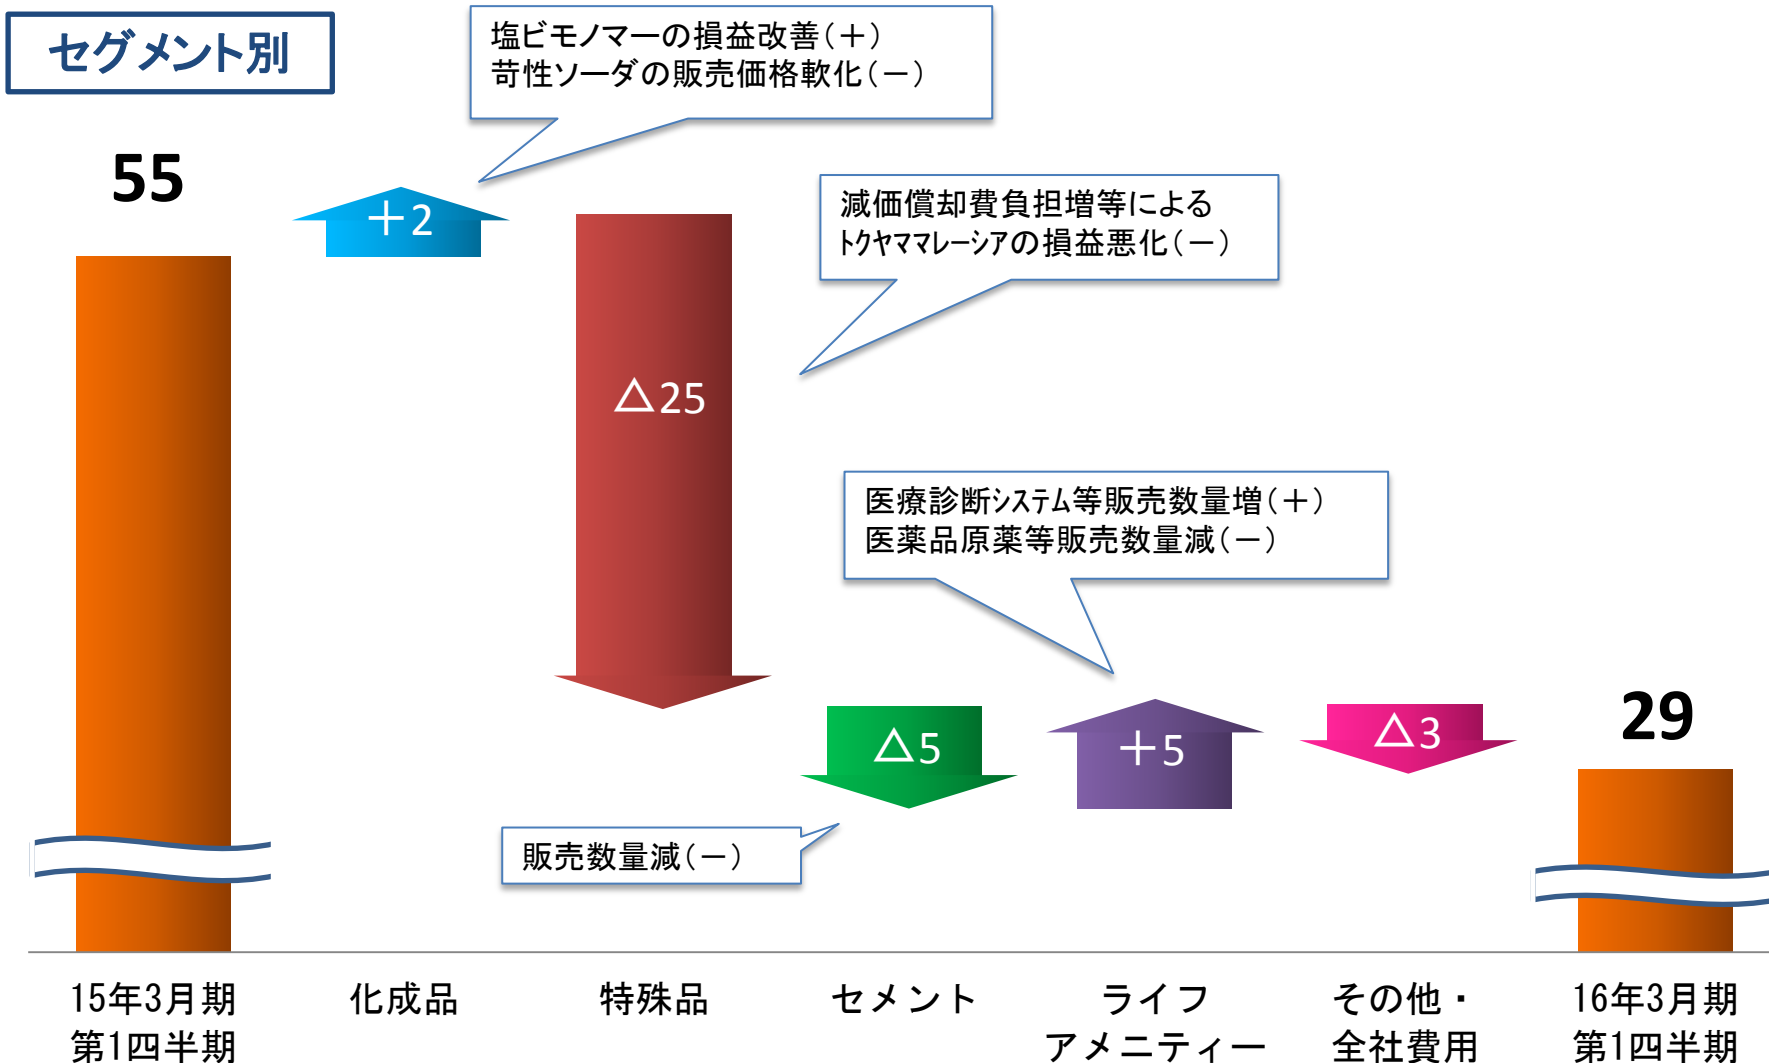 セグメント別
塩ビモノマーの損益改善(＋)
苛性ソーダの販売価格軟化(－)
55
＋2
減価償却費負担増等による
ﾄｸﾔﾏﾏﾚｰｼｱの損益悪化(－)
△25
医療診断ｼｽﾃﾑ等販売数量増(＋)
医薬品原薬等販売数量減(－)
△5
＋5
△3
29
販売数量減(－)
15年3月期
第1四半期
化成品
特殊品
セメント
ライフ
アメニティー
その他・
全社費用
16年3月期
第1四半期